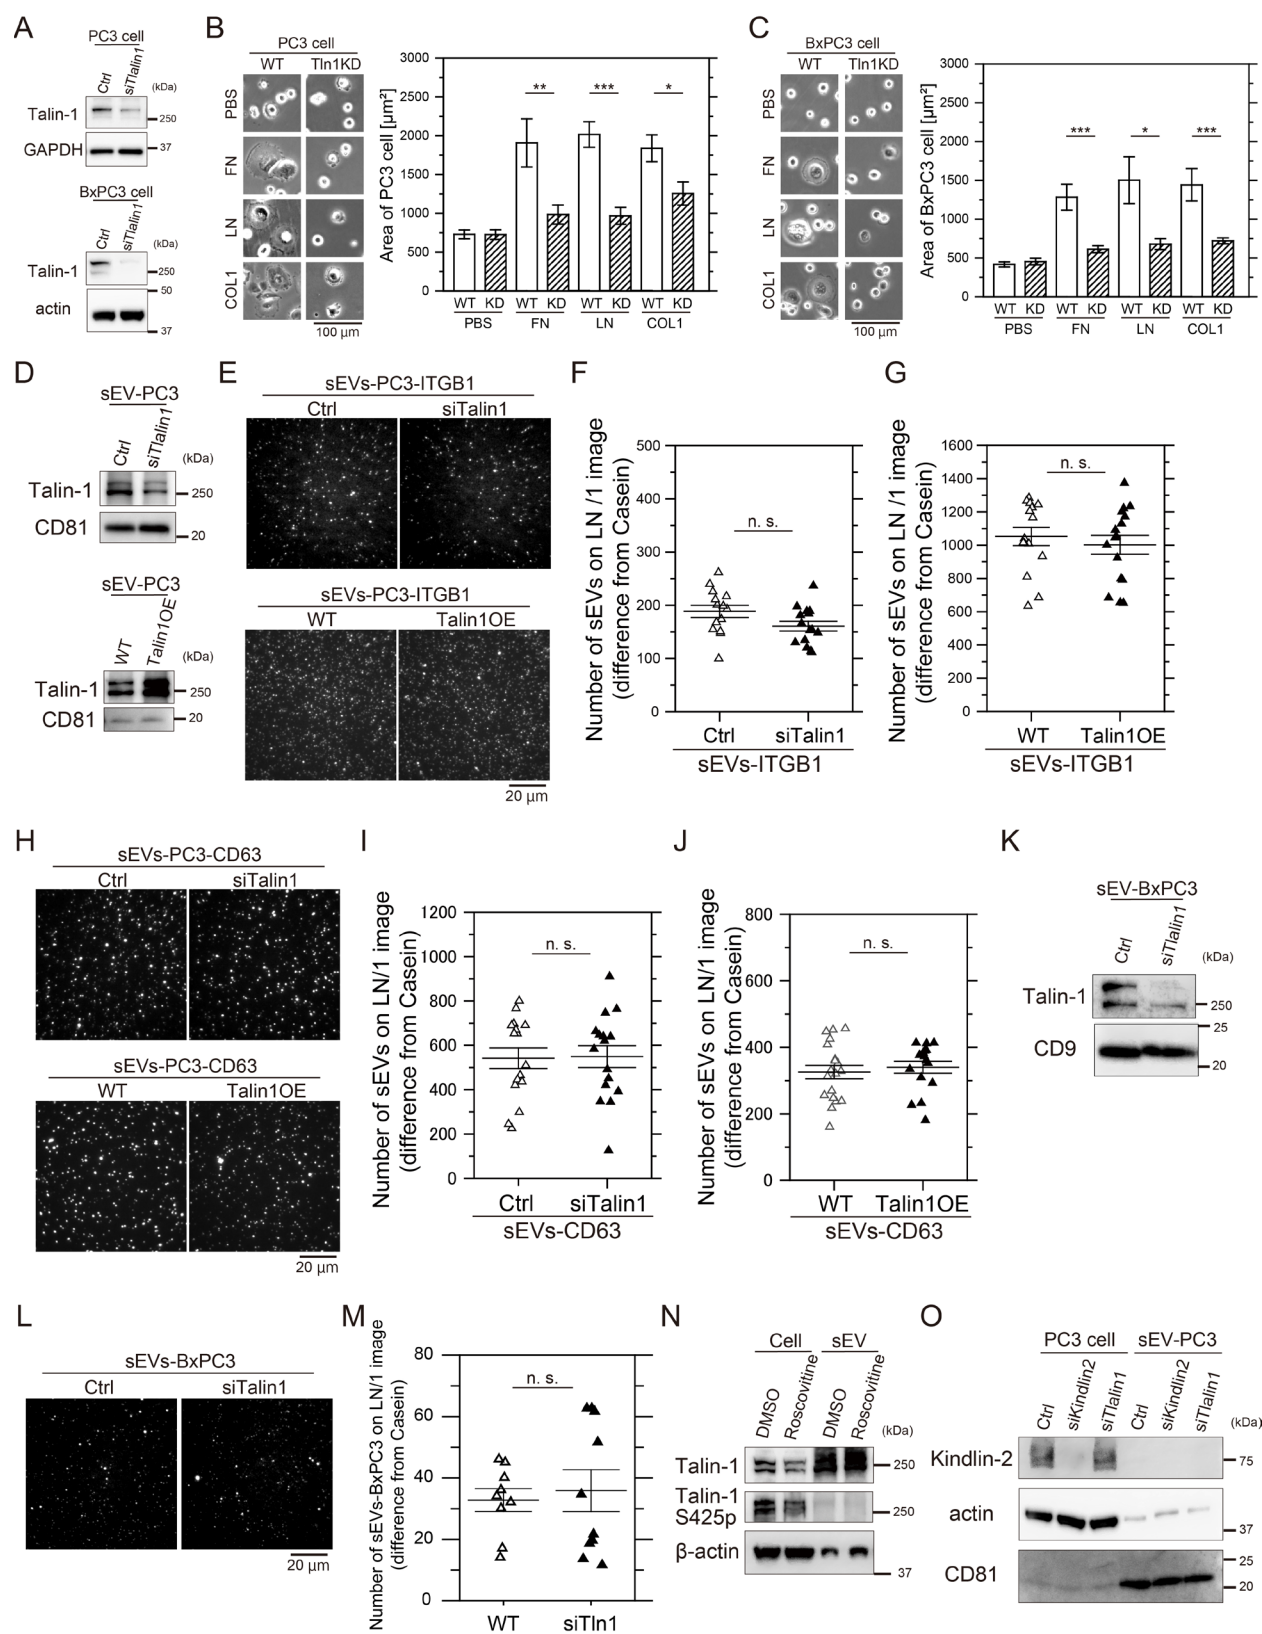 A
PC3 cell
Ctrl
siTlalin1
(kDa)
Talin-1
250
GAPDH
37
BxPC3 cell
Ctrl
siTlalin1
(kDa)
Talin-1
250
50
actin
37
B
PC3 cell
WT Tln1KD
PBS
FN
LN
COL1
100 µm
Area of PC3 cell [µm²]
3000
2500
2000
1500
1000
500
0
** *** *
WT KD WT KD WT KD WT KD
PBS FN LN COL1
C
BxPC3 cell
WT Tln1KD
PBS
FN
LN
COL1
100 µm
Area of BxPC3 cell [µm²]
3000
2500
2000
1500
1000
500
0
*** * ***
WT KD WT KD WT KD WT KD
PBS FN LN COL1
D
sEV-PC3
Ctrl
siTlalin1
(kDa)
Talin-1
250
CD81
20
sEV-PC3
WT
Talin1OE
(kDa)
Talin-1
250
CD81
20
E
sEVs-PC3-ITGB1
Ctrl siTalin1
sEVs-PC3-ITGB1
WT Talin1OE
20 µm
F
Number of sEVs on LN /1 image
(difference from Casein)
500
400
300
200
100
0
n. s.
Ctrl siTalin1
sEVs-ITGB1
G
Number of sEVs on LN /1 image
(difference from Casein)
1600
1400
1200
1000
800
600
400
200
0
n. s.
WT Talin1OE
sEVs-ITGB1
H
sEVs-PC3-CD63
Ctrl siTalin1
sEVs-PC3-CD63
WT Talin1OE
20 µm
I
Number of sEVs on LN/1 image
(difference from Casein)
1200
1000
800
600
400
200
0
n. s.
Ctrl siTalin1
sEVs-CD63
J
Number of sEVs on LN/1 image
(difference from Casein)
800
600
400
200
0
n. s.
WT Talin1OE
sEVs-CD63
K
sEV-BxPC3
Ctrl
siTlalin1
(kDa)
Talin-1
250
25
CD9
20
L
sEVs-BxPC3
Ctrl siTalin1
20 µm
M
Number of sEVs-BxPC3 on LN/1 image
(difference from Casein)
80
60
40
20
0
n. s.
WT siTln1
N
Cell sEV
DMSO
Roscovitine
DMSO
Roscovitine
(kDa)
Talin-1
250
Talin-1
S425p
250
β-actin
37
O
PC3 cell sEV-PC3
Ctrl
siKindlin2
siTlalin1
Ctrl
siKindlin2
siTlalin1
(kDa)
Kindlin-2
75
actin
37
25
CD81
20